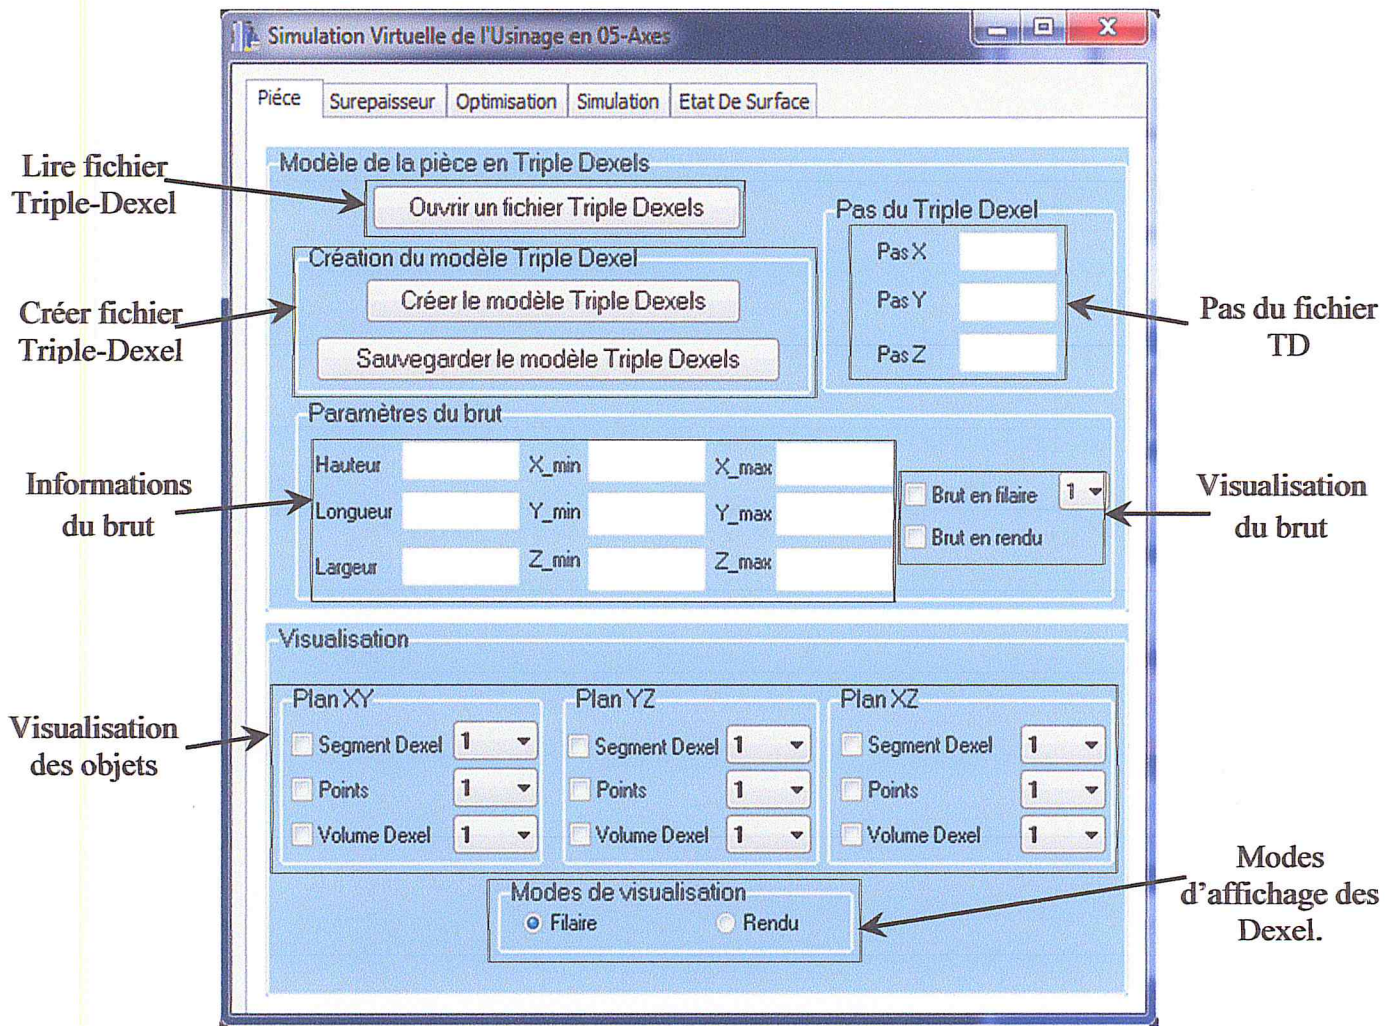 Simulation Virtuelle de l'Usinage en 05-Axes
Piéce
Surepaisseur
Optimisation
Simulation
Etat De Surface
Modèle de la pièce en Triple Dexels
Lire fichier
Triple-Dexel
Ouvrir un fichier Triple Dexels
Pas du Triple Dexel
Pas X
Pas Y
Pas Z
Pas du fichier
TD
Création du modèle Triple Dexel
Créer le modèle Triple Dexels
Sauvegarder le modèle Triple Dexels
Créer fichier
Triple-Dexel
Paramètres du brut
Informations
du brut
Hauteur
X_min
X_max
Longueur
Y_min
Y_max
Largeur
Z_min
Z_max
Brut en filaire
1
Brut en rendu
Visualisation
du brut
Visualisation
Visualisation
des objets
Plan XY
Segment Dexel
1
Points
1
Volume Dexel
1
Plan YZ
Segment Dexel
1
Points
1
Volume Dexel
1
Plan XZ
Segment Dexel
1
Points
1
Volume Dexel
1
Modes de visualisation
Filaire
Rendu
Modes
d'affichage des
Dexel.